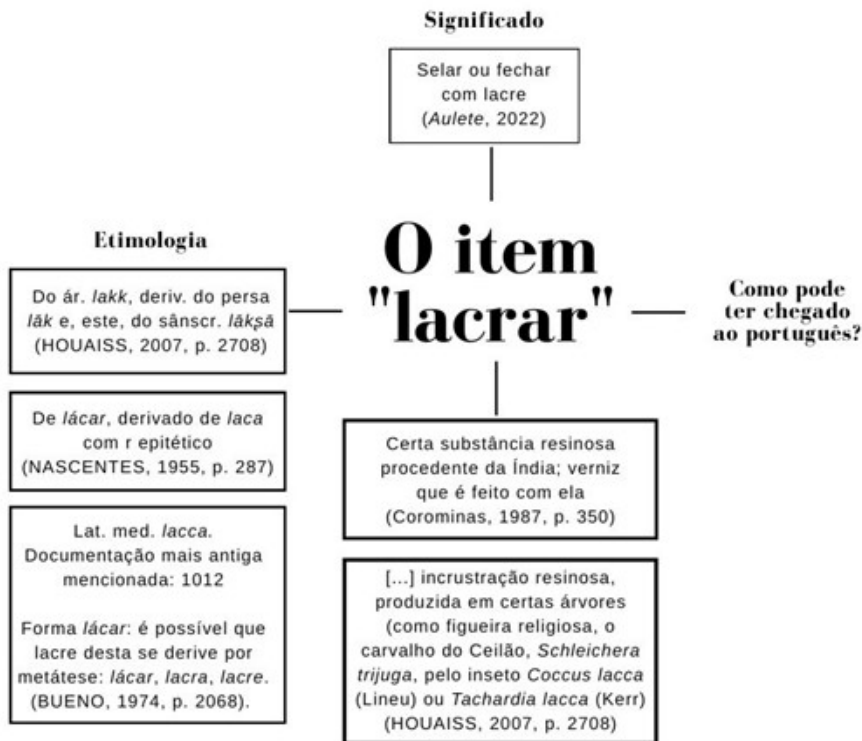 Significado
Selar ou fechar
com lacre
(Aulete, 2022)
O item
"lacrar"
Etimologia
Do ár. lakk, deriv. do persa
lāk e, este, do sânscr. lākṣā
(HOUAISS, 2007, p. 2708)
De lácar, derivado de laca
com r epitético
(NASCENTES, 1955, p. 287)
Lat. med. lacca.
Documentação mais antiga
mencionada: 1012
Forma lácar: é possível que
lacre desta se derive por
metátese: lácar, lacra, lacre.
(BUENO, 1974, p. 2068).
Certa substância resinosa
procedente da Índia; verniz
que é feito com ela
(Corominas, 1987, p. 350)
[...] incrustração resinosa,
produzida em certas árvores
(como figueira religiosa, o
carvalho do Ceilão, Schleichera
trijuga, pelo inseto Coccus lacca
(Lineu) ou Tachardia lacca (Kerr)
(HOUAISS, 2007, p. 2708)
Como pode
ter chegado
ao português?